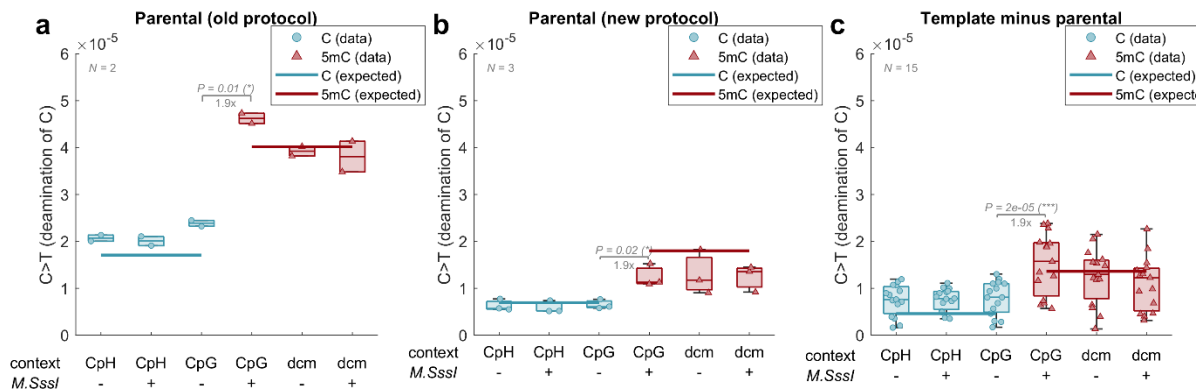 a
Parental (old protocol)
× 10⁻⁵
N = 2
C (data)
5mC (data)
C (expected)
5mC (expected)
P = 0.01 (*)
1.9x
C>T (deamination of C)
6
5
4
3
2
1
0
context CpH CpH CpG CpG dcm dcm
M.SssI - + - + - +
b
Parental (new protocol)
× 10⁻⁵
N = 3
C (data)
5mC (data)
C (expected)
5mC (expected)
P = 0.02 (*)
1.9x
C>T (deamination of C)
6
5
4
3
2
1
0
context CpH CpH CpG CpG dcm dcm
M.SssI - + - + - +
c
Template minus parental
× 10⁻⁵
N = 15
C (data)
5mC (data)
C (expected)
5mC (expected)
P = 2e-05 (***)
1.9x
C>T (deamination of C)
6
5
4
3
2
1
0
context CpH CpH CpG CpG dcm dcm
M.SssI - + - + - +